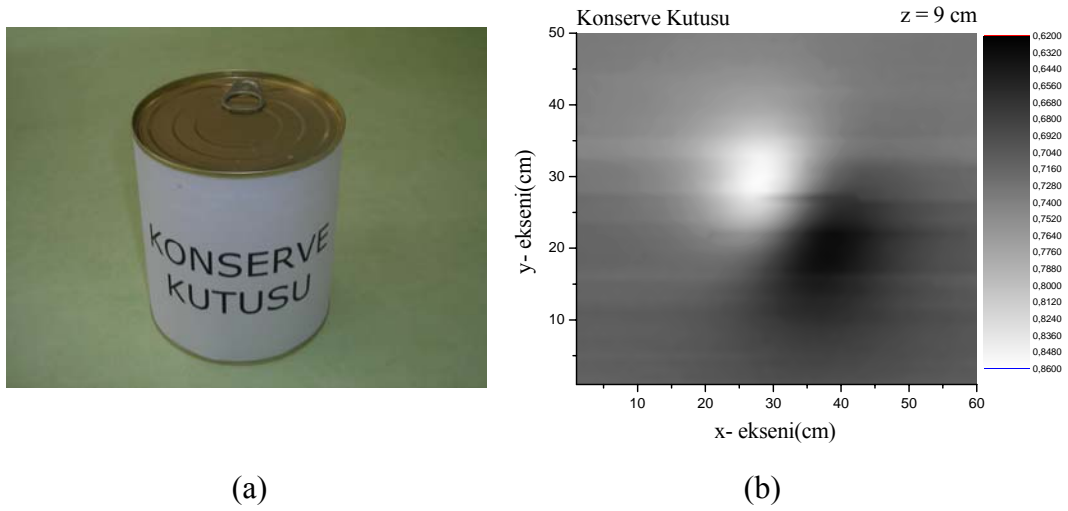 KONSERVE
KUTUSU
(a)
Konserve Kutusu
z = 9 cm
50
40
30
20
10
y- ekseni(cm)
10 20 30 40 50 60
x- ekseni(cm)
0,6200
0,6320
0,6440
0,6560
0,6680
0,6800
0,6920
0,7040
0,7160
0,7280
0,7400
0,7520
0,7640
0,7760
0,7880
0,8000
0,8120
0,8240
0,8360
0,8480
0,8600
(b)